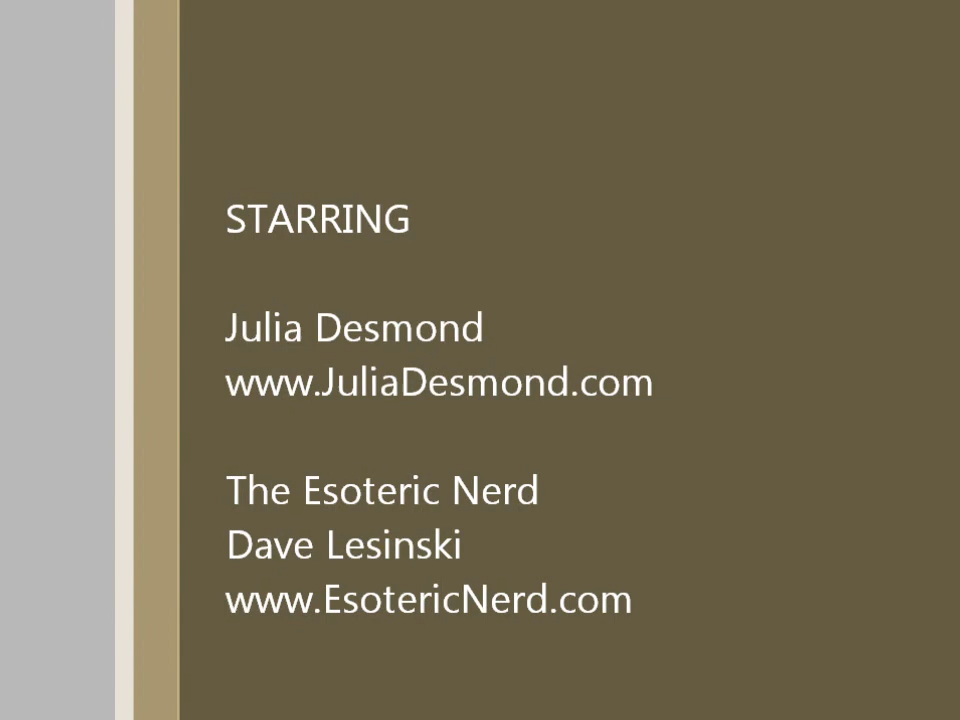 STARRING
Julia Desmond
www.JuliaDesmond.com
The Esoteric Nerd
Dave Lesinski
www.EsotericNerd.com